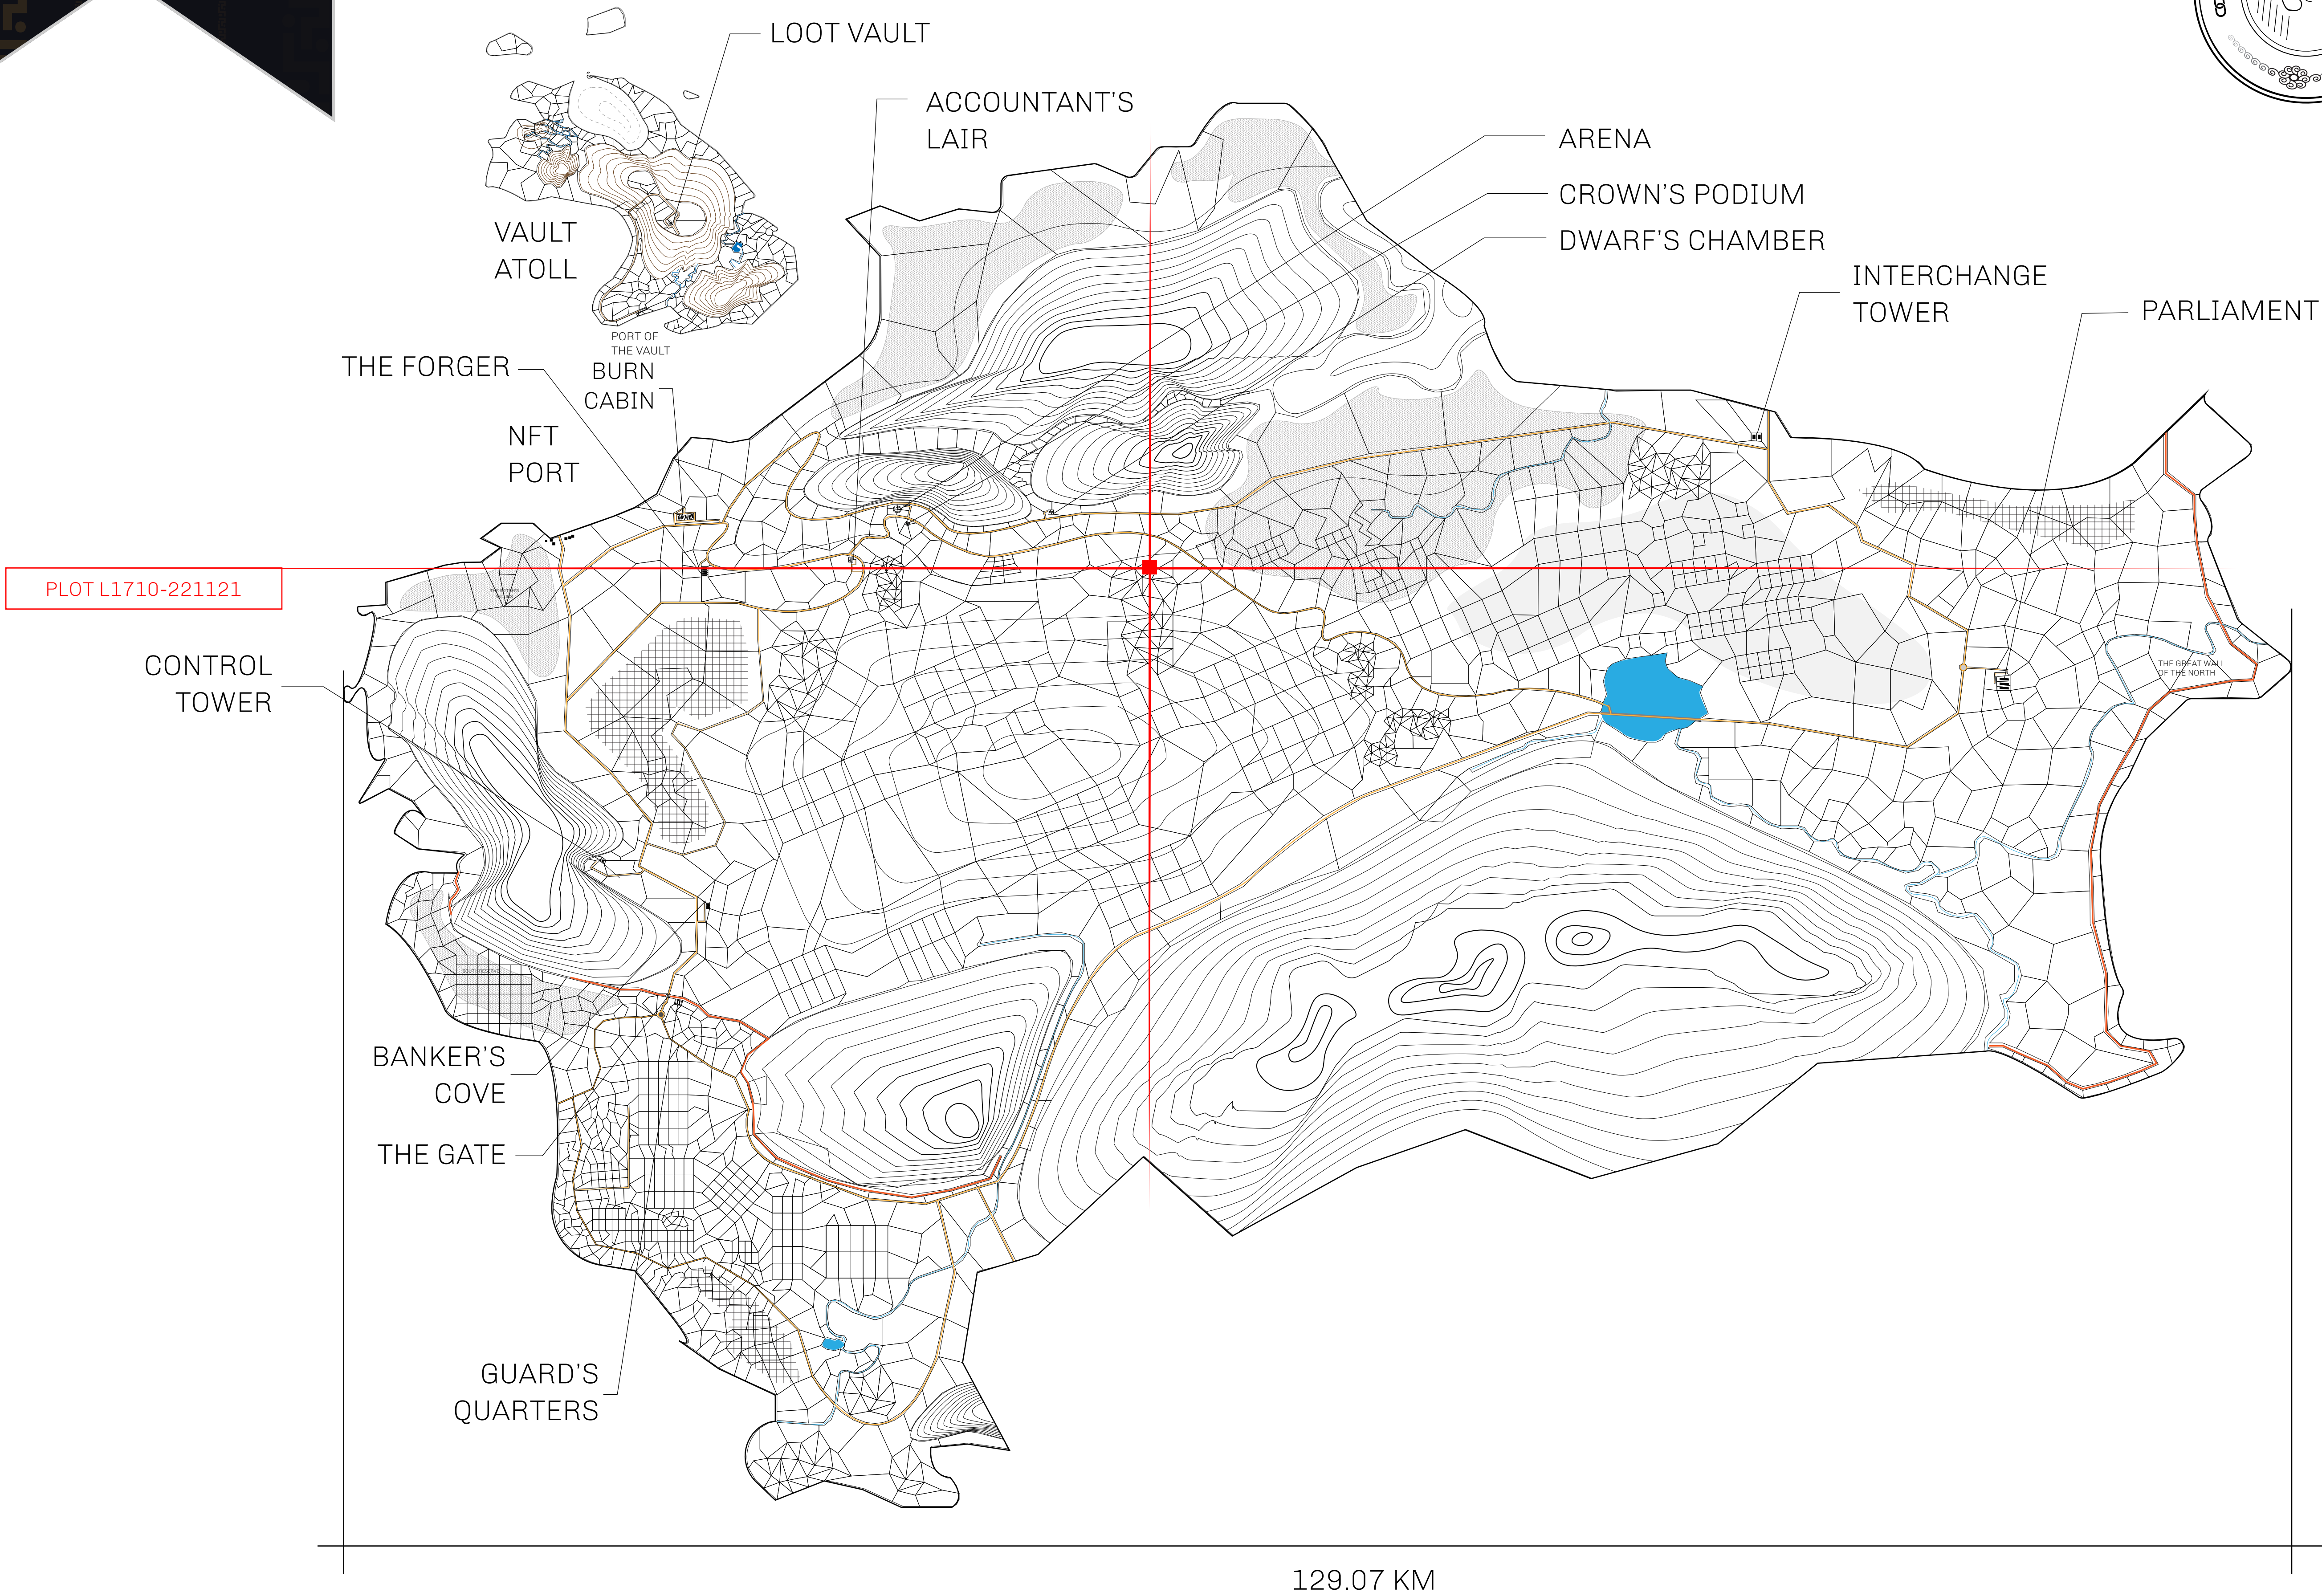 LOOT VAULT
ACCOUNTANT'S
LAIR
ARENA
CROWN'S PODIUM
DWARF'S CHAMBER
VAULT
ATOLL
INTERCHANGE
TOWER
PARLIAMENT
PORT OF
THE VAULT
THE FORGER
BURN
CABIN
NFT
PORT
PLOT L1710-221121
CONTROL
TOWER
THE GREAT WALL
OF THE NORTH
SOUTH RESERVE
BANKER'S
COVE
THE GATE
GUARD'S
QUARTERS
129.07 KM